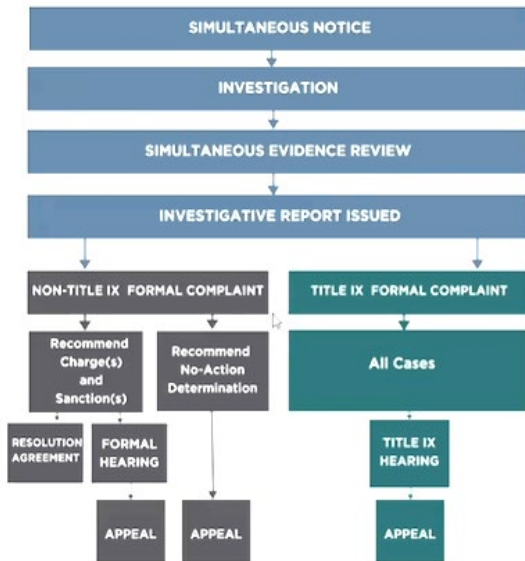 SIMULTANEOUS NOTICE
INVESTIGATION
SIMULTANEOUS EVIDENCE REVIEW
INVESTIGATIVE REPORT ISSUED
NON-TITLE IX FORMAL COMPLAINT
TITLE IX FORMAL COMPLAINT
Recommend
Charge(s)
and
Sanction(s)
Recommend
No-Action
Determination
All Cases
RESOLUTION
AGREEMENT
FORMAL
HEARING
TITLE IX
HEARING
APPEAL
APPEAL
APPEAL